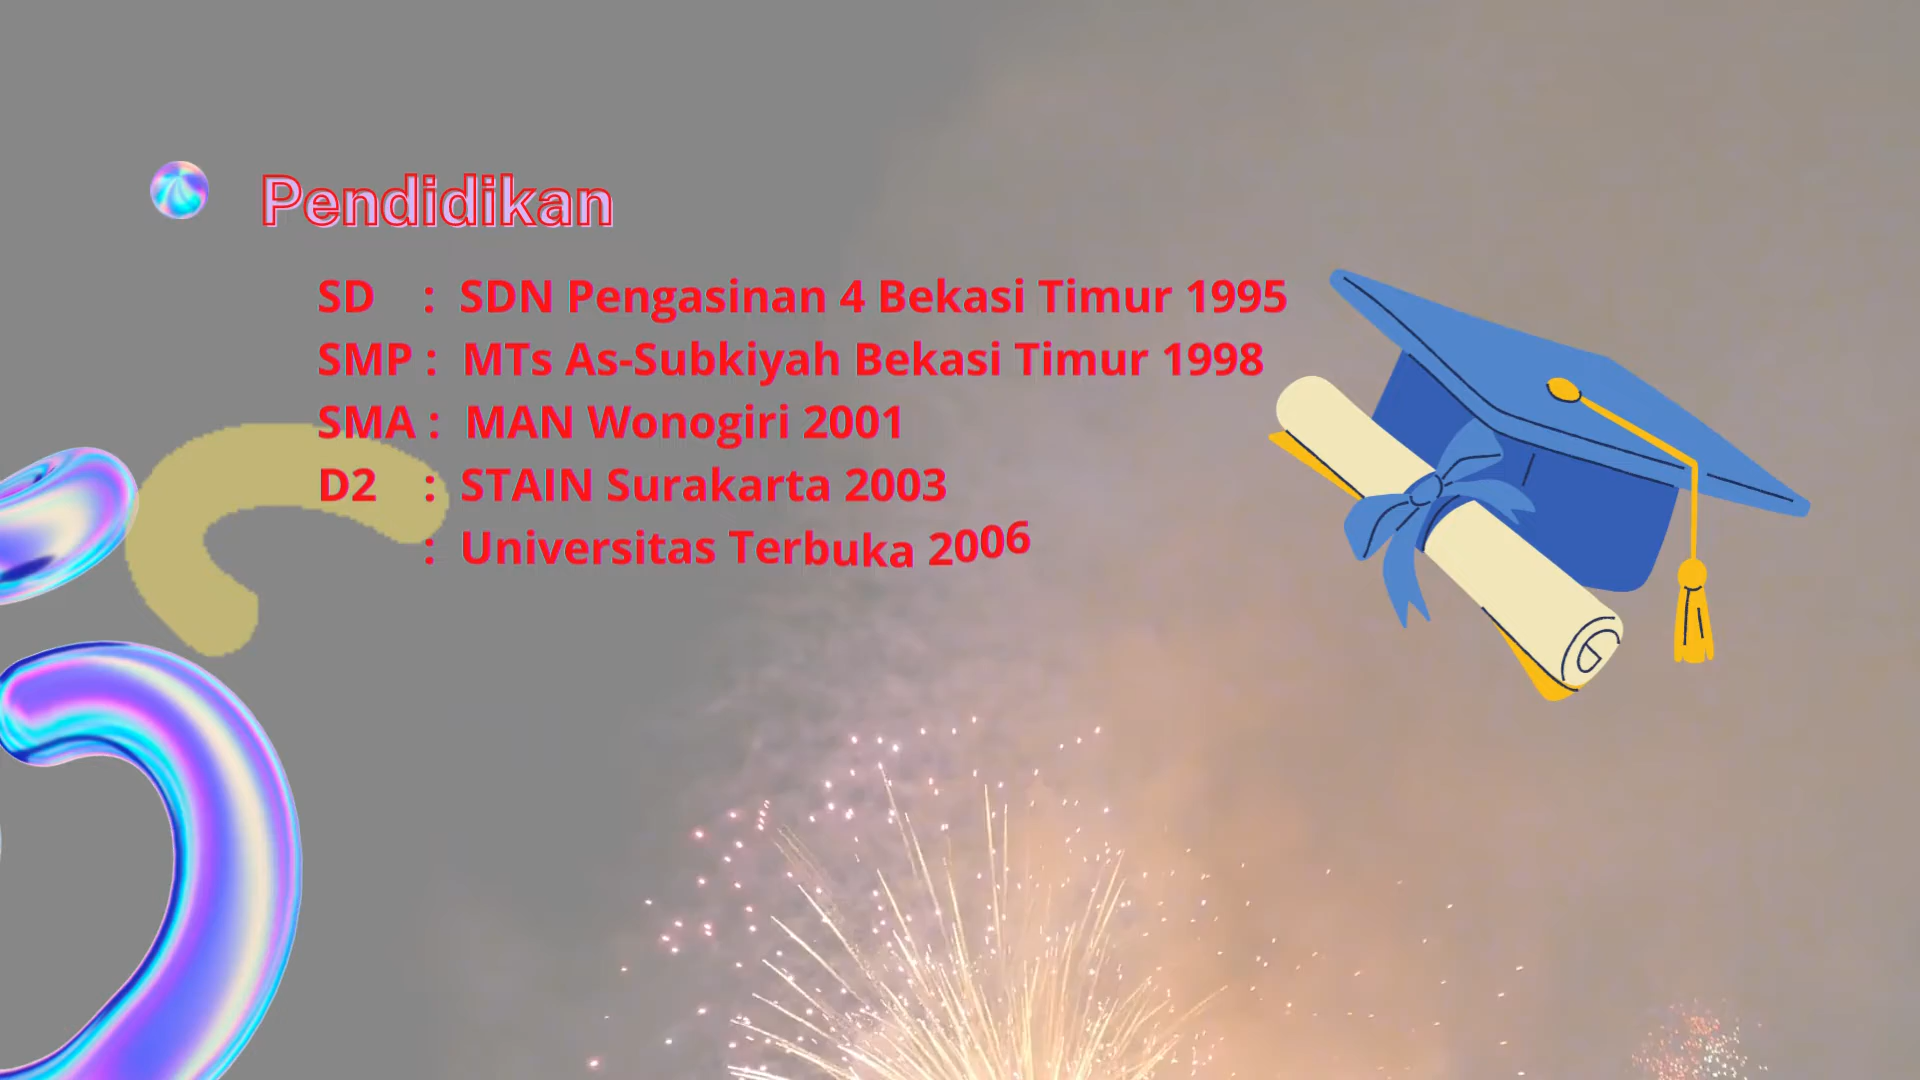 Pendidikan
SD : SDN Pengasinan 4 Bekasi Timur 1995
SMP : MTs As-Subkiyah Bekasi Timur 1998
SMA : MAN Wonogiri 2001
D2 : STAIN Surakarta 2003
: Universitas Terbuka 2006